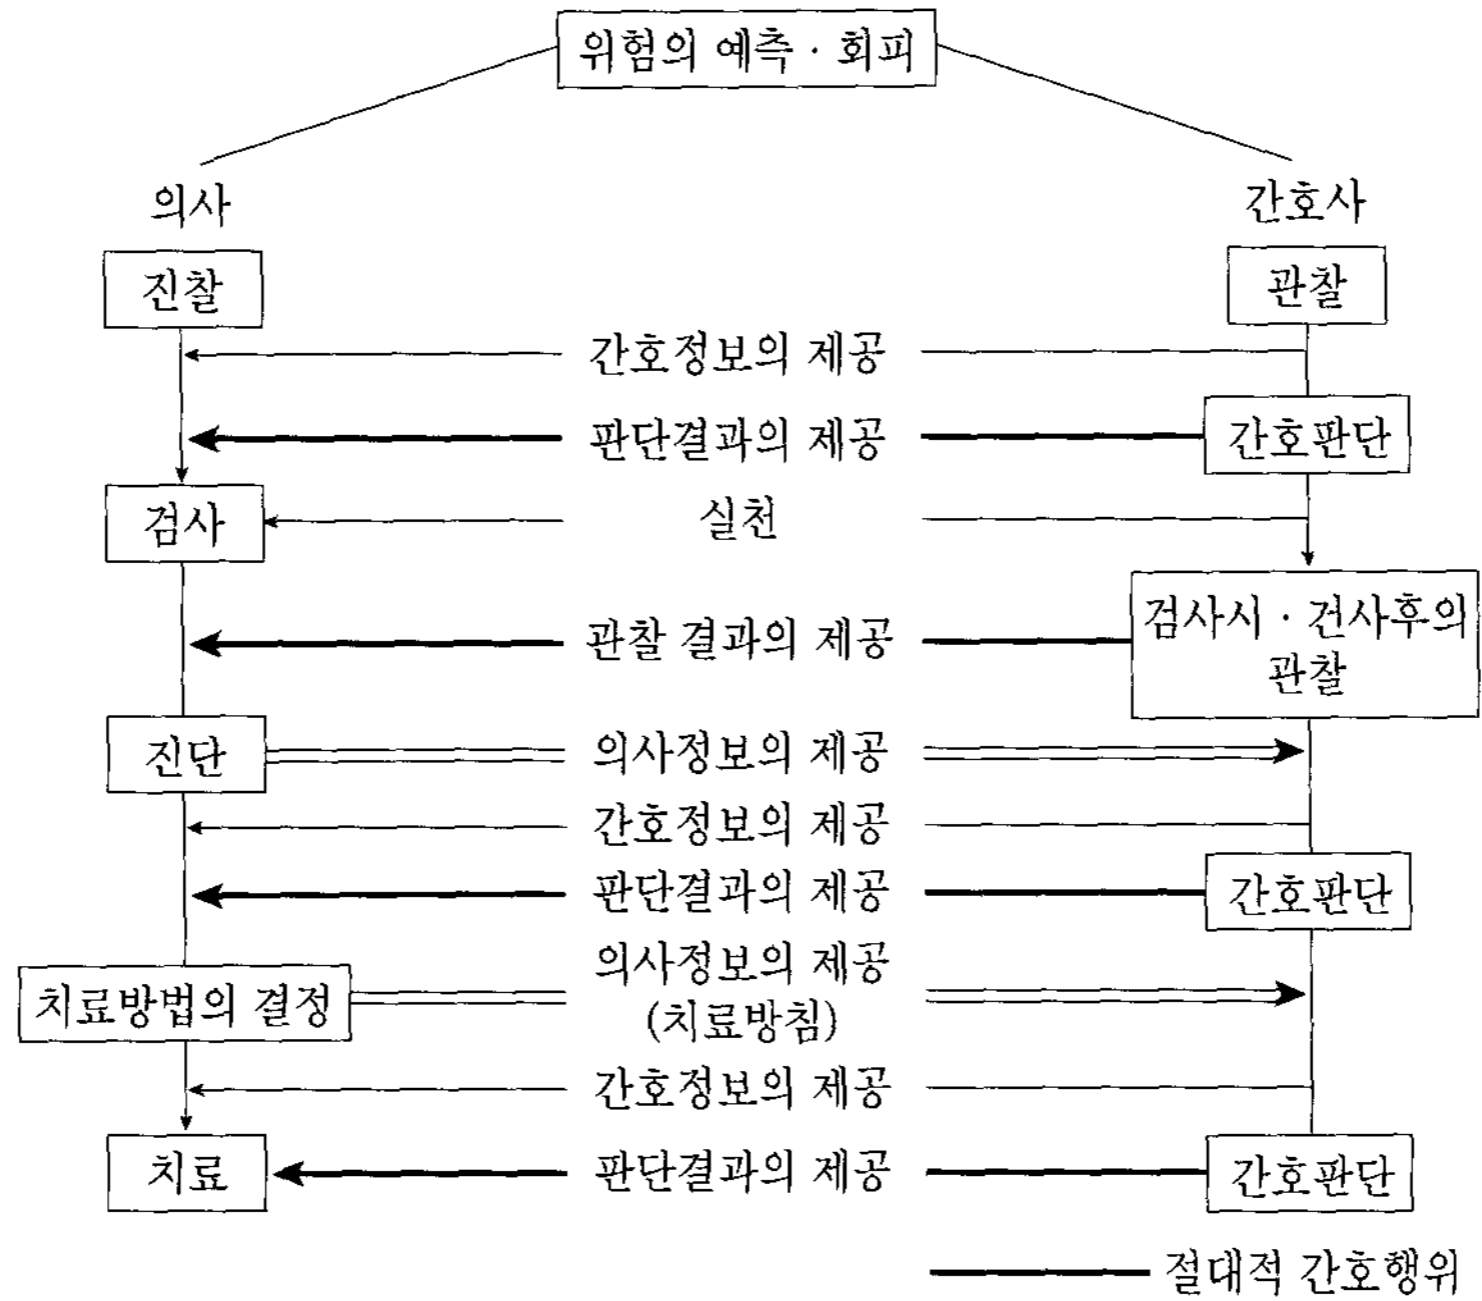 위험의 예측 · 회피
의사
간호사
진찰
관찰
간호정보의 제공
판단결과의 제공
간호판단
검사
실천
검사시 · 건사후의
관찰
관찰 결과의 제공
진단
의사정보의 제공
간호정보의 제공
판단결과의 제공
간호판단
치료방법의 결정
의사정보의 제공
(치료방침)
간호정보의 제공
치료
판단결과의 제공
간호판단
절대적 간호행위